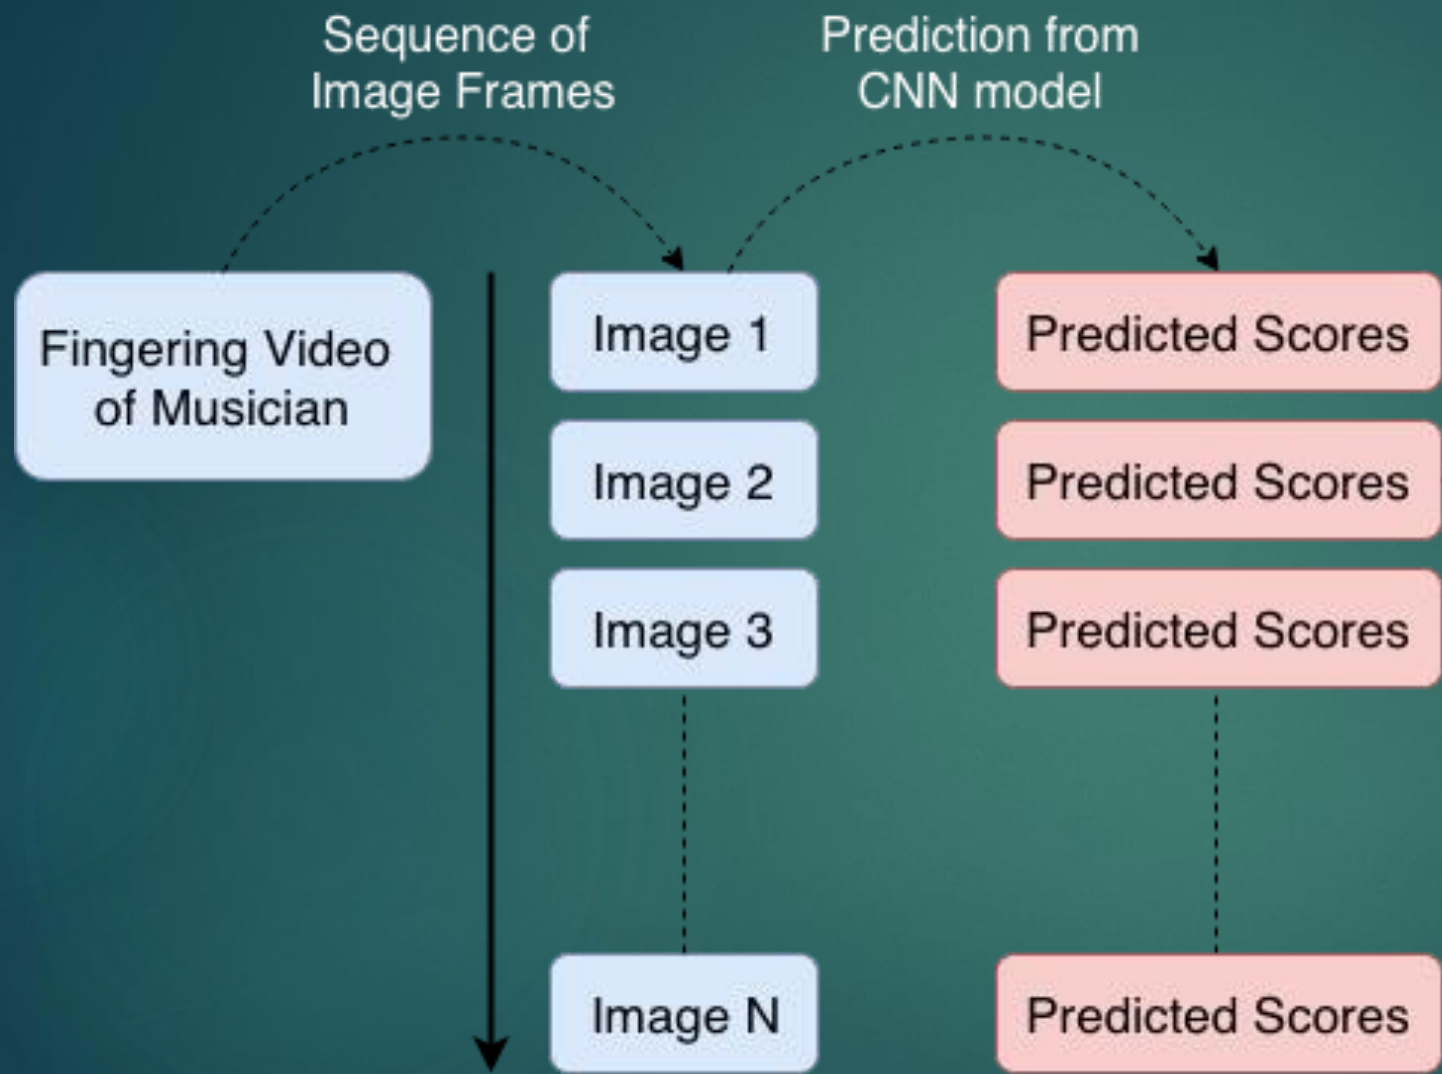 Sequence of
Image Frames
Prediction from
CNN model
Fingering Video
of Musician
Image 1
Predicted Scores
Image 2
Predicted Scores
Image 3
Predicted Scores
Image N
Predicted Scores